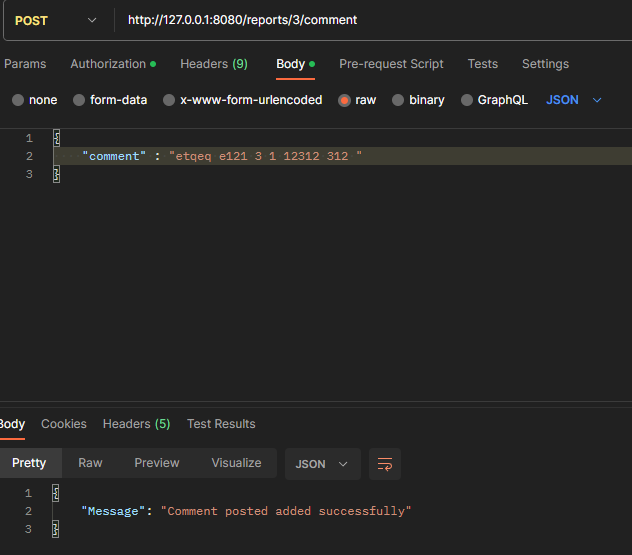 POST http://127.0.0.1:8080/reports/3/comment
Params Authorization Headers (9) Body Pre-request Script Tests Settings
none form-data x-www-form-urlencoded raw binary GraphQL JSON
1 {
2 "comment" : "etqeq e121 3 1 12312 312 "
3 }
Body Cookies Headers (5) Test Results
Pretty Raw Preview Visualize JSON
1 {
2 "Message": "Comment posted added successfully"
3 }